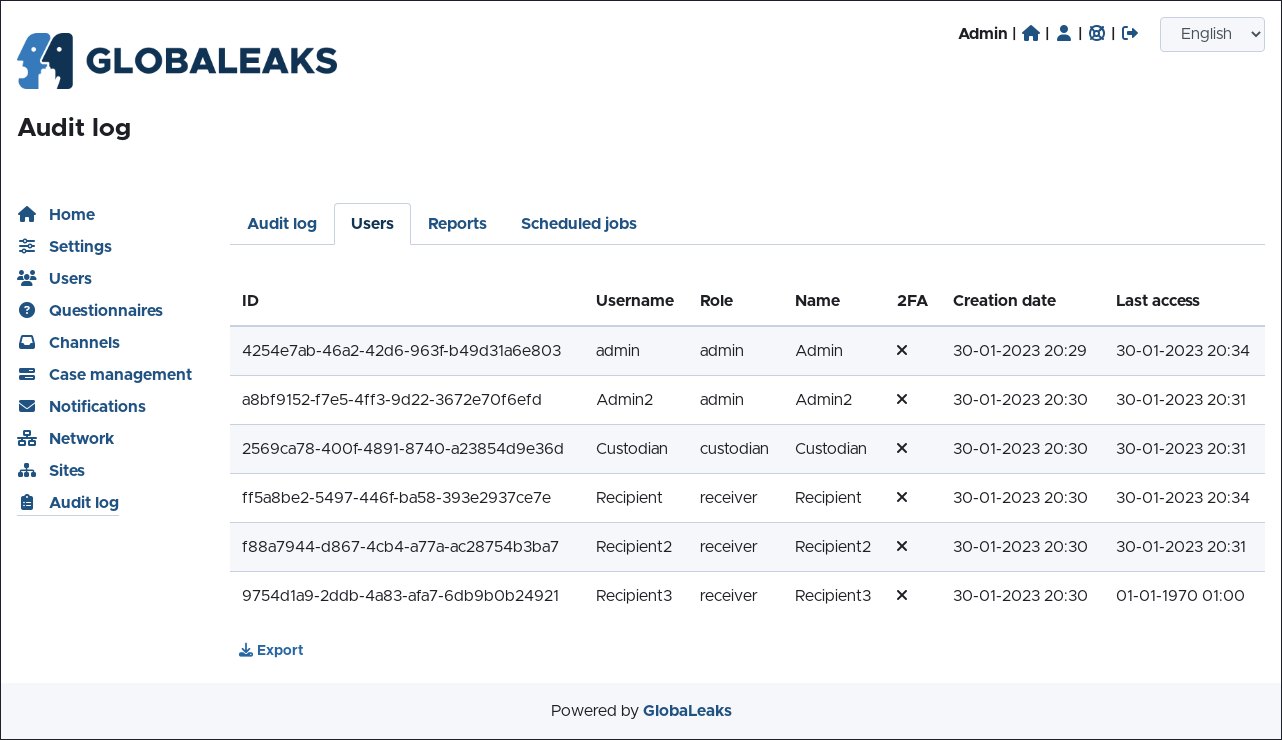 Admin | | | | English
GLOBALEAKS
Audit log
Home
Settings
Users
Questionnaires
Channels
Case management
Notifications
Network
Sites
Audit log
Audit log Users Reports Scheduled jobs
ID Username Role Name 2FA Creation date Last access
4254e7ab-46a2-42d6-963f-b49d31a6e803 admin admin Admin 30-01-2023 20:29 30-01-2023 20:34
a8bf9152-f7e5-4ff3-9d22-3672e70f6efd Admin2 admin Admin2 30-01-2023 20:30 30-01-2023 20:31
2569ca78-400f-4891-8740-a23854d9e36d Custodian custodian Custodian 30-01-2023 20:30 30-01-2023 20:31
ff5a8be2-5497-446f-ba58-393e2937ce7e Recipient receiver Recipient 30-01-2023 20:30 30-01-2023 20:34
f88a7944-d867-4cb4-a77a-ac28754b3ba7 Recipient2 receiver Recipient2 30-01-2023 20:30 30-01-2023 20:31
9754d1a9-2ddb-4a83-afa7-6db9b0b24921 Recipient3 receiver Recipient3 30-01-2023 20:30 01-01-1970 01:00
Export
Powered by GlobaLeaks